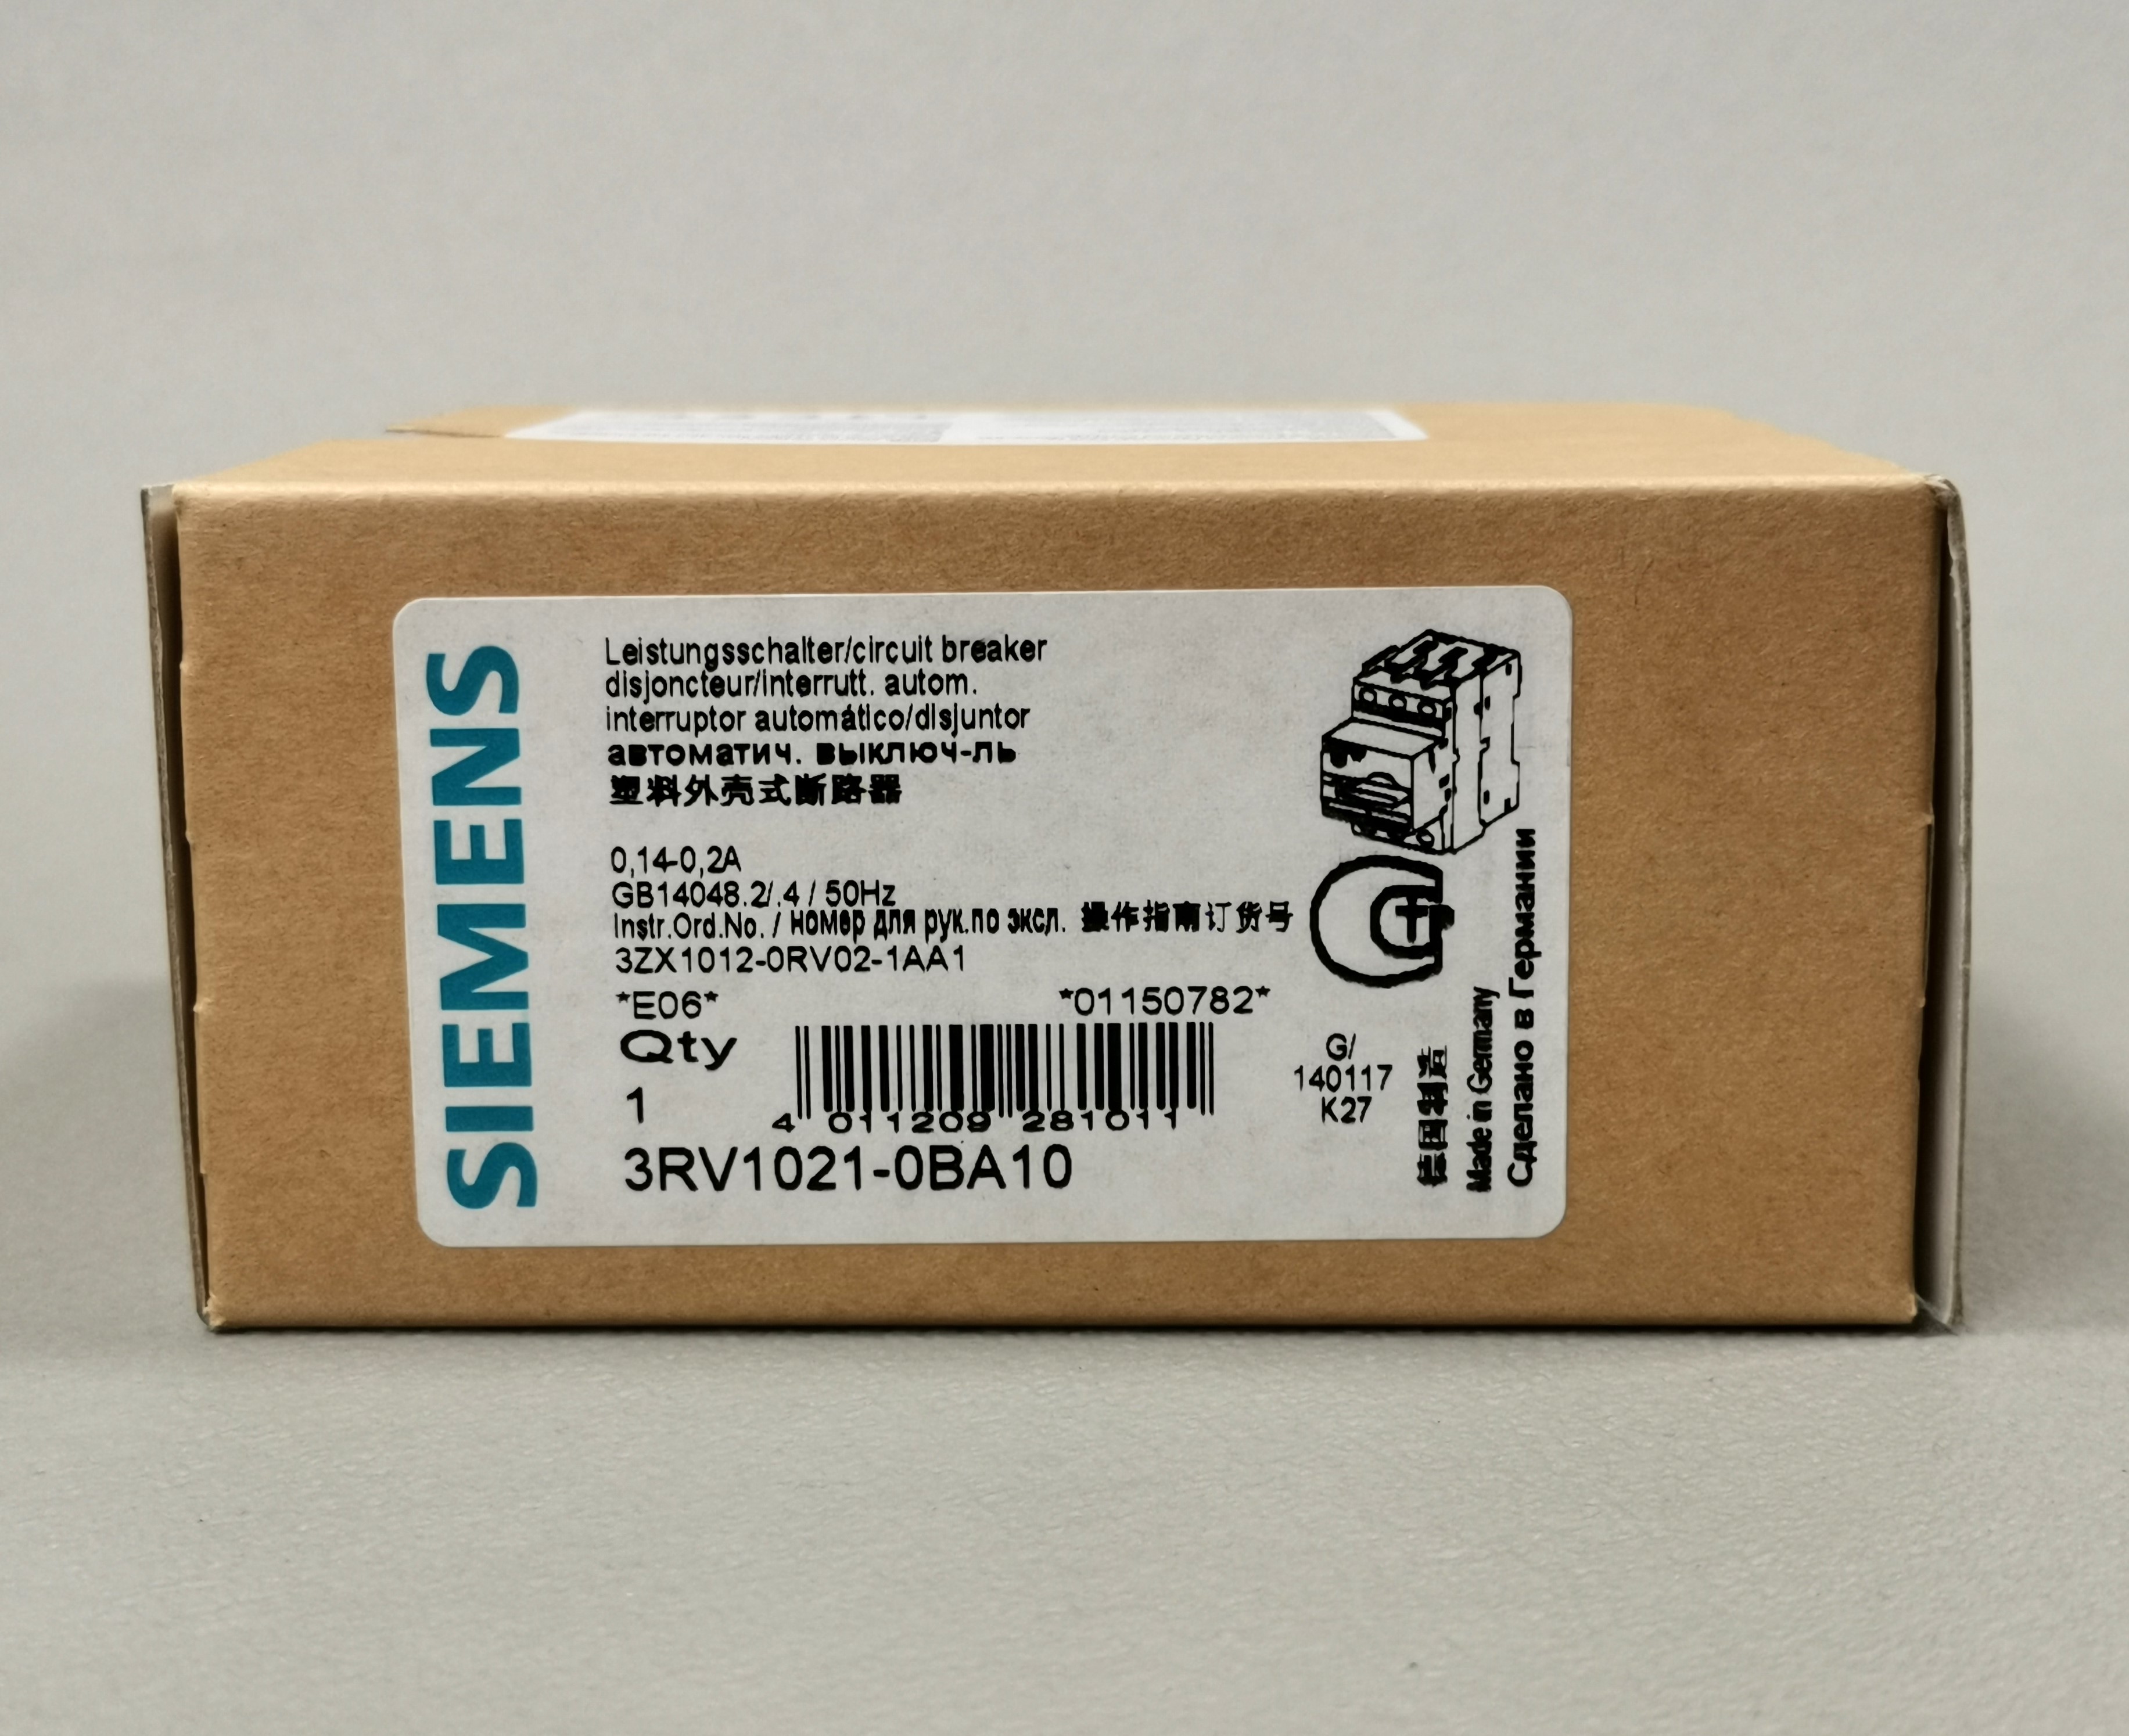 SIEMENS
Leistungsschalter/circuit breaker
disjoncteur/interrutt. autom.
interruptor automático/disjuntor
автоматич. выключ-ль
塑料外壳式断路器
0,14-0,2A
GB14048.2/.4 / 50Hz
Instr.Ord.No. / номер для рук.по эксл. 操作指南订货号
3ZX1012-0RV02-1AA1
*E06* *01150782*
Qty
1
4 011209 281011
3RV1021-0BA10
G/
140117
K27
德国制造
Made in Germany
Сделано в Германии